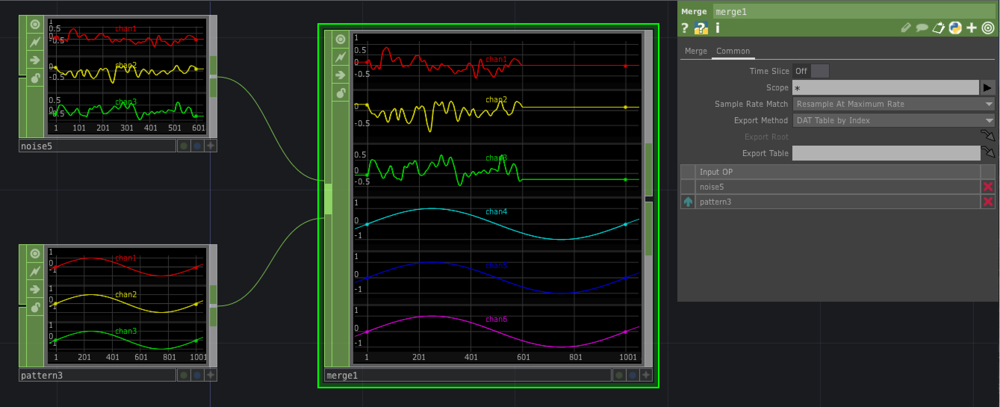 1
0.5
0
-0.5
chan1
0
-0.5
chan2
0.5
0
-0.5
chan3
1 101 201 301 401 501 601
noise5
1
0
-1
chan1
1
0
-1
chan2
1
0
-1
chan3
1 201 401 601 801 1001
pattern3
1
0.5
0
-0.5
chan1
0
-0.5
chan2
0.5
0
-0.5
chan3
1
0
-1
chan4
1
0
-1
chan5
1
0
-1
chan6
1 201 401 601 801 1001
merge1
Merge merge1
? ? i
Merge Common
Time Slice Off
Scope *
Sample Rate Match Resample At Maximum Rate
Export Method DAT Table by Index
Export Root
Export Table
Input OP
noise5
pattern3